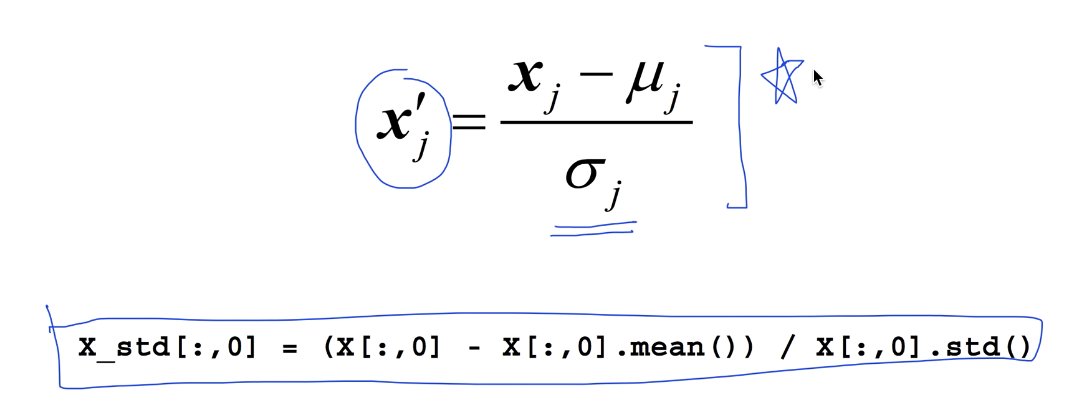 x′_j = (x_j − μ_j) / σ_j
X_std[:,0] = (X[:,0] - X[:,0].mean()) / X[:,0].std()